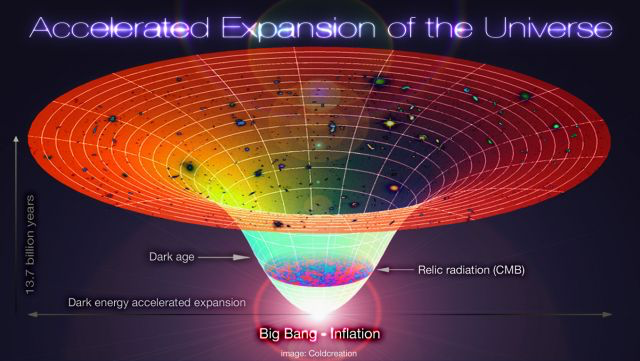 Accelerated Expansion of the Universe
13.7 billion years
Dark age
Relic radiation (CMB)
Dark energy accelerated expansion
Big Bang - Inflation
image: Coldcreation